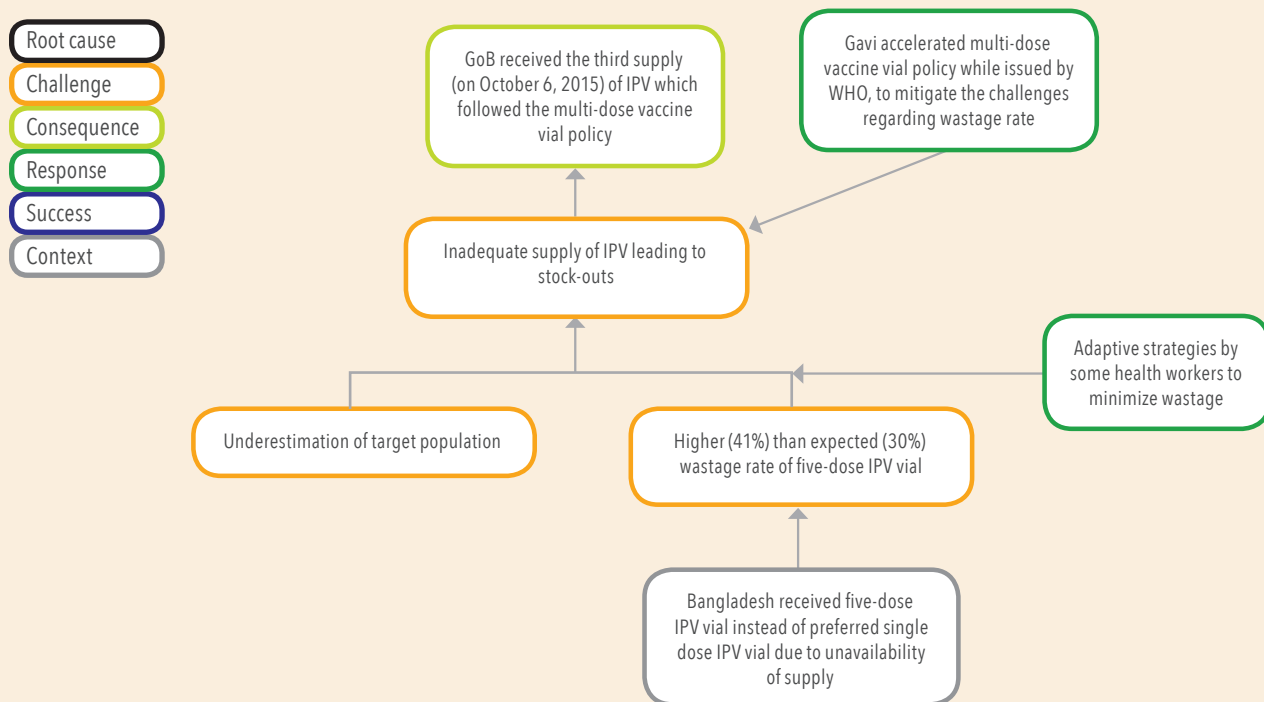 Root cause
Challenge
Consequence
Response
Success
Context
GoB received the third supply
(on October 6, 2015) of IPV which
followed the multi-dose vaccine
vial policy
Gavi accelerated multi-dose
vaccine vial policy while issued by
WHO, to mitigate the challenges
regarding wastage rate
Inadequate supply of IPV leading to
stock-outs
Adaptive strategies by
some health workers to
minimize wastage
Underestimation of target population
Higher (41%) than expected (30%)
wastage rate of five-dose IPV vial
Bangladesh received five-dose
IPV vial instead of preferred single
dose IPV vial due to unavailability
of supply